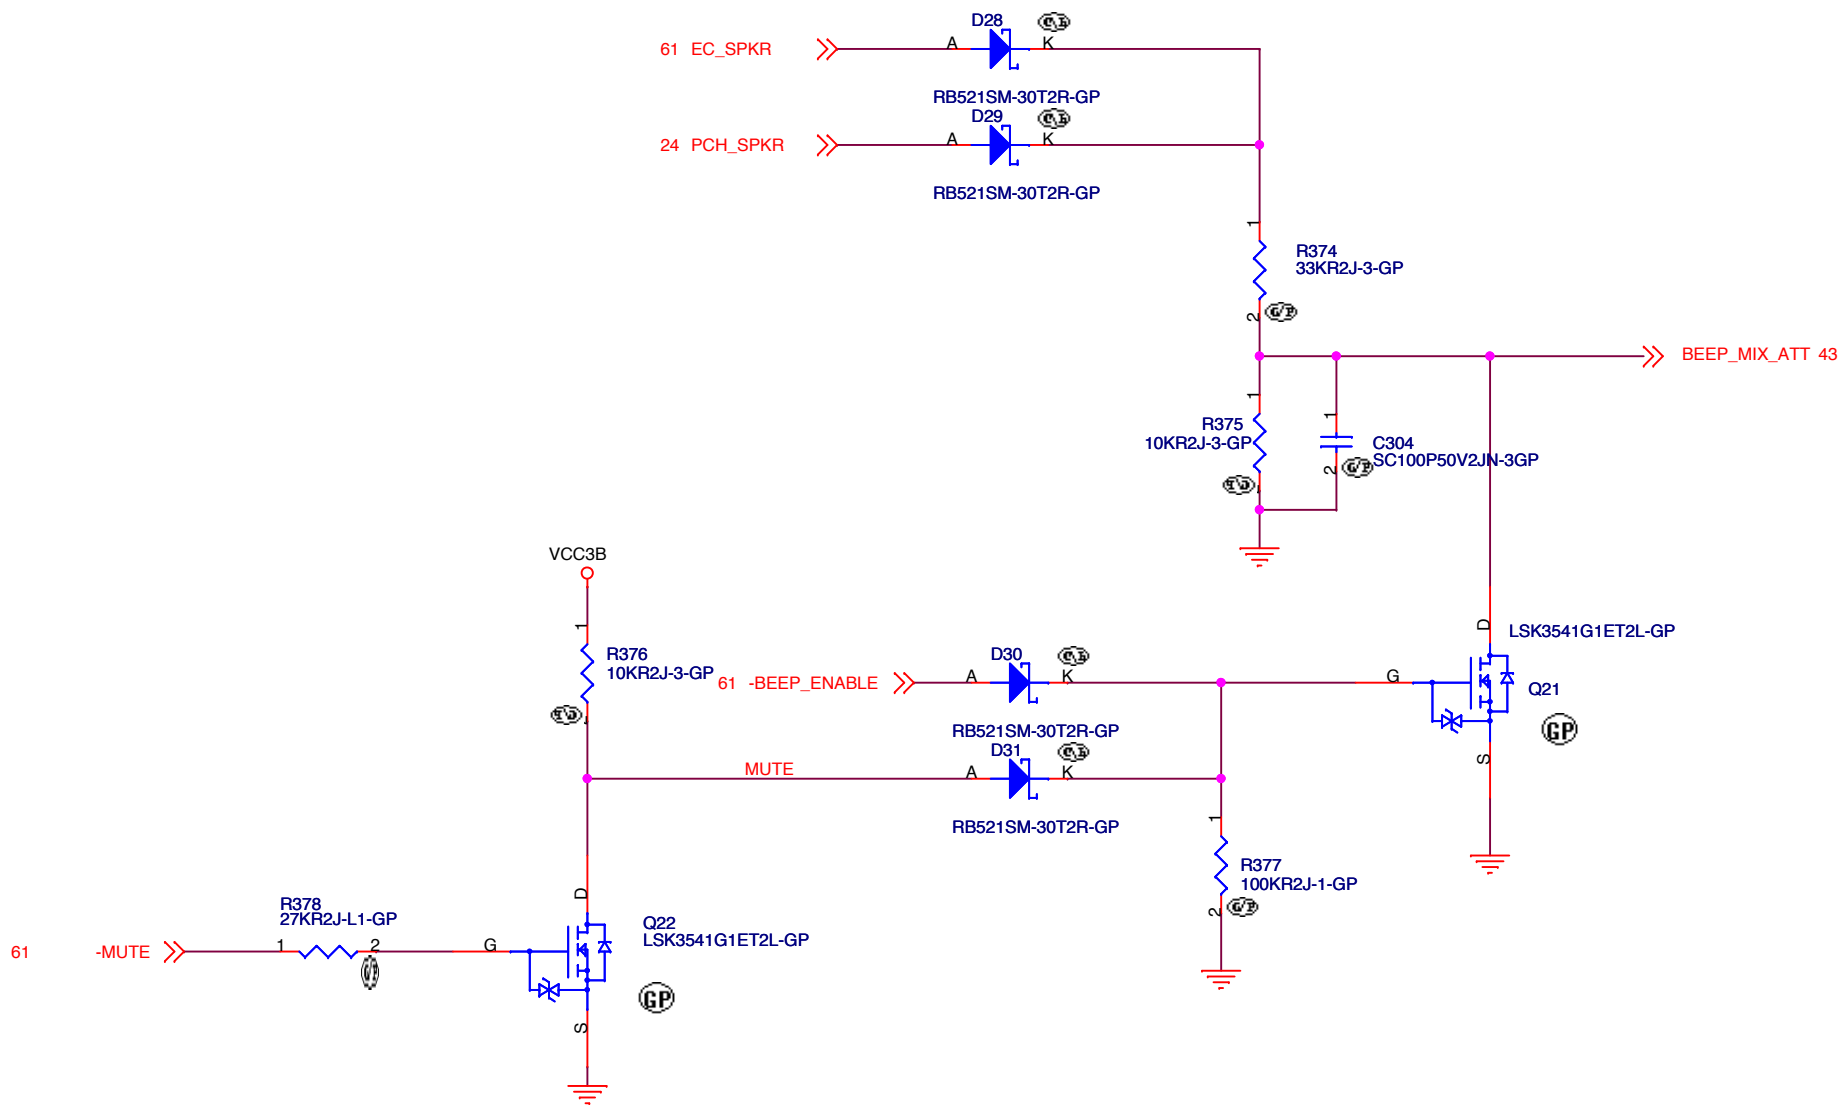 D28
61 EC_SPKR
A
K
RB521SM-30T2R-GP
D29
24 PCH_SPKR
A
K
RB521SM-30T2R-GP
1
R374
33KR2J-3-GP
2
G/P
BEEP_MIX_ATT 43
1
R375
10KR2J-3-GP
1
C304
SC100P50V2JN-3GP
2
G/P
VCC3B
1
R376
10KR2J-3-GP
D
LSK3541G1ET2L-GP
D30
61 -BEEP_ENABLE
A
K
G
Q21
RB521SM-30T2R-GP
GP
D31
MUTE
A
K
S
RB521SM-30T2R-GP
1
R377
100KR2J-1-GP
2
G/P
D
R378
27KR2J-L1-GP
Q22
LSK3541G1ET2L-GP
61 -MUTE
1
2
G
G/P
GP
S